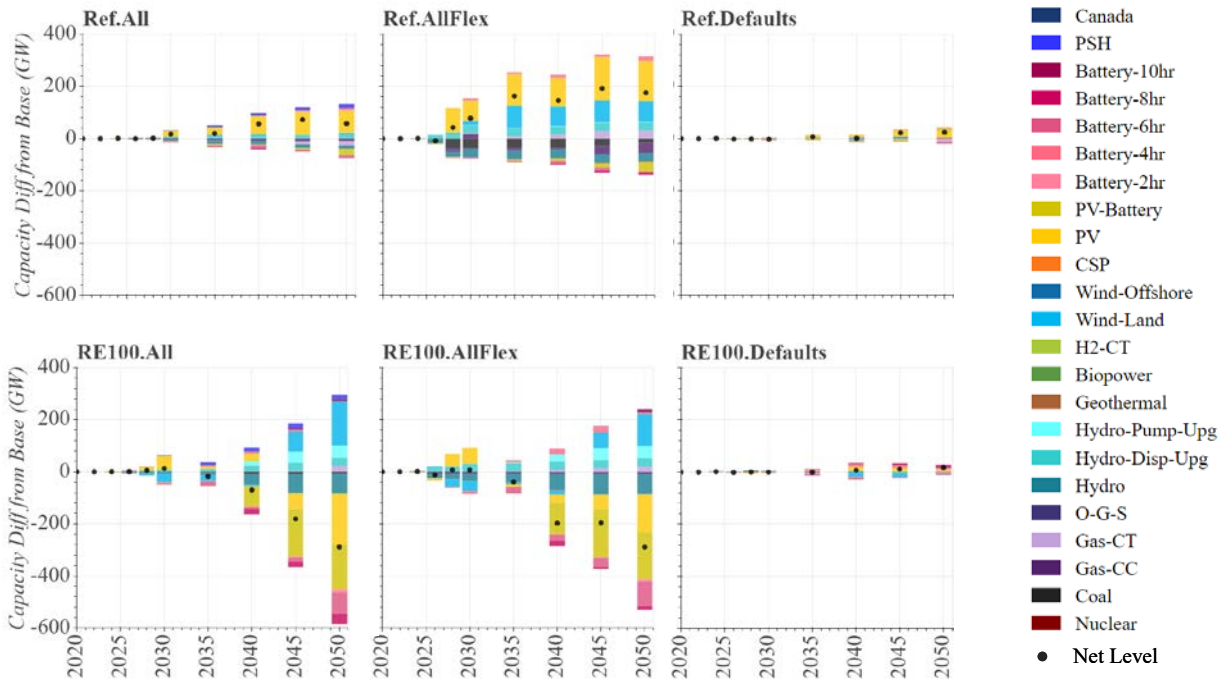 Ref.All
Ref.AllFlex
Ref.Defaults
Capacity Diff from Base (GW)
400
200
0
-200
-400
-600
RE100.All
RE100.AllFlex
RE100.Defaults
Capacity Diff from Base (GW)
400
200
0
-200
-400
-600
2020 2025 2030 2035 2040 2045 2050
2020 2025 2030 2035 2040 2045 2050
2020 2025 2030 2035 2040 2045 2050
Canada
PSH
Battery-10hr
Battery-8hr
Battery-6hr
Battery-4hr
Battery-2hr
PV-Battery
PV
CSP
Wind-Offshore
Wind-Land
H2-CT
Biopower
Geothermal
Hydro-Pump-Upg
Hydro-Disp-Upg
Hydro
O-G-S
Gas-CT
Gas-CC
Coal
Nuclear
Net Level